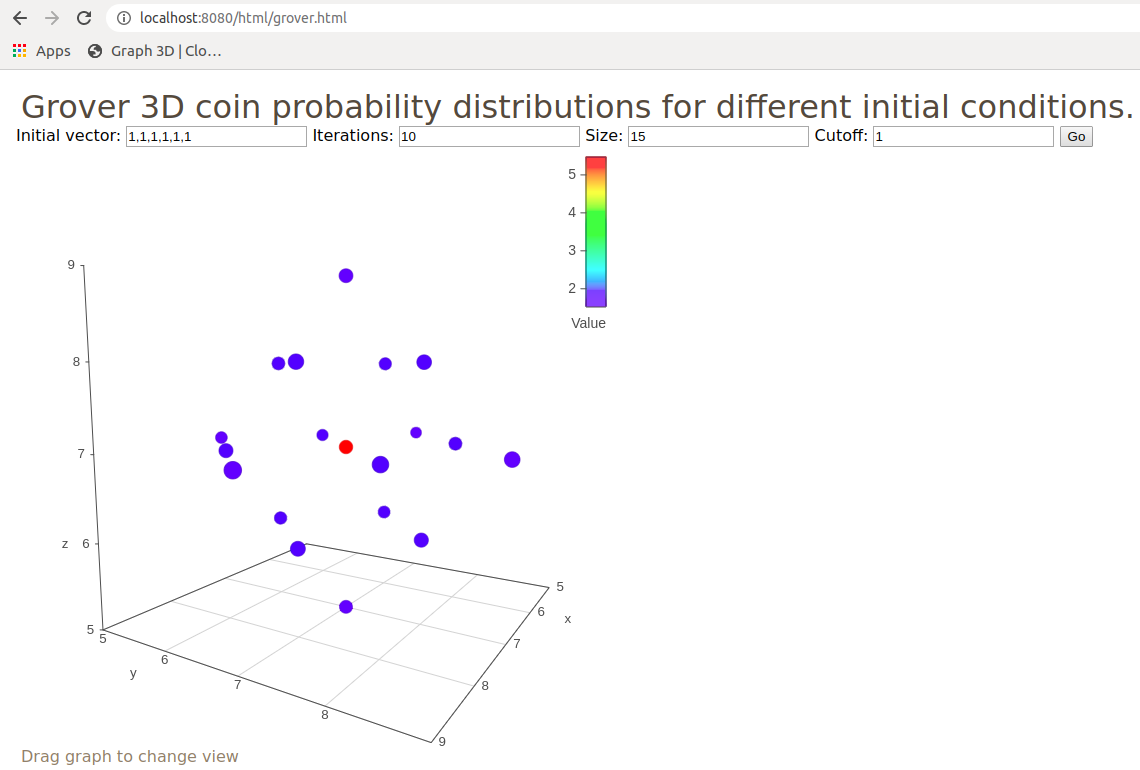 localhost:8080/html/grover.html
Apps Graph 3D | Clo...
Grover 3D coin probability distributions for different initial conditions.
Initial vector: 1,1,1,1,1,1 Iterations: 10 Size: 15 Cutoff: 1 Go
5
4
3
2
Value
9
8
7
z 6
5
5
6
7
8
9
y
5
6
7
8
x
Drag graph to change view